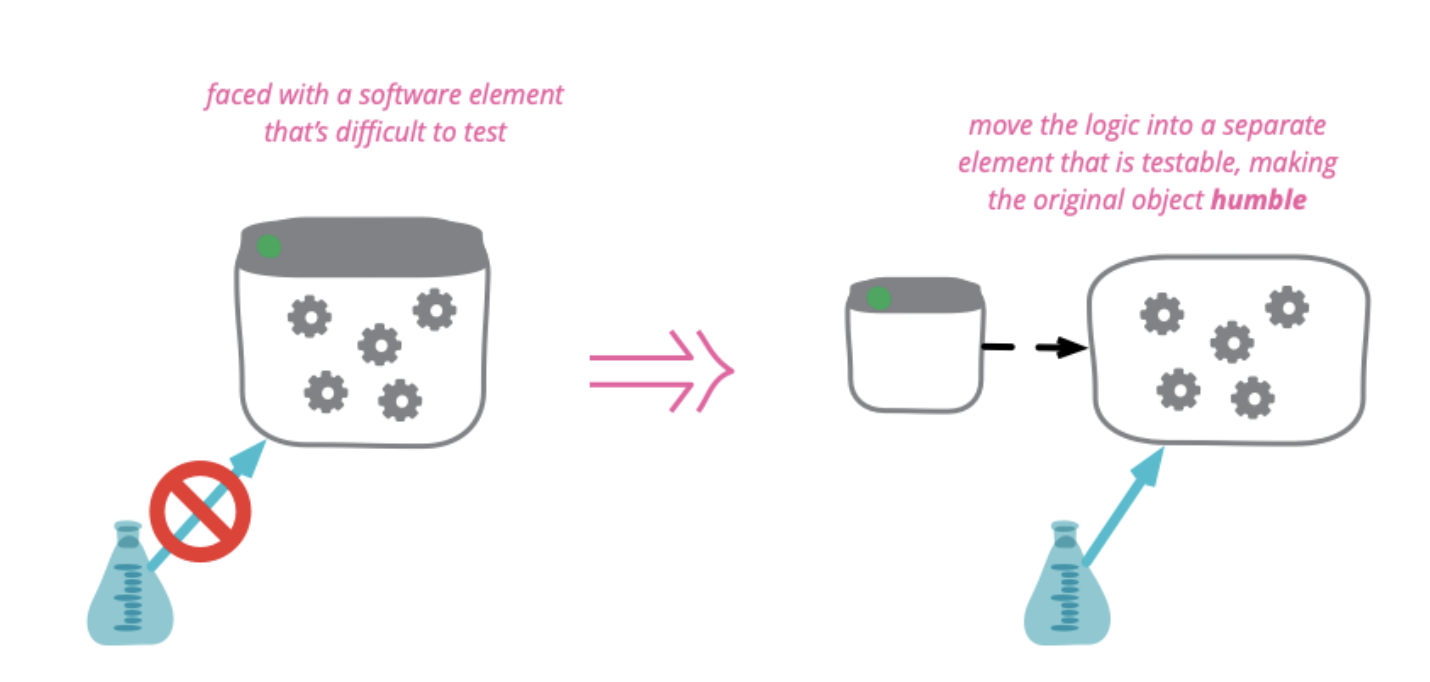 faced with a software element
that's difficult to test
move the logic into a separate
element that is testable, making
the original object humble